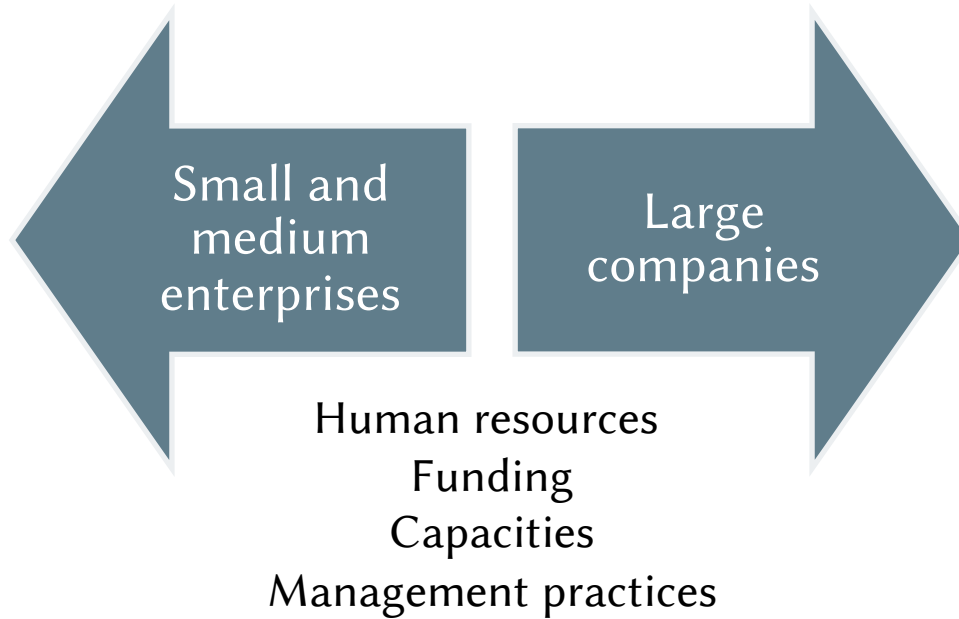 Small and
medium
enterprises
Large
companies
Human resources
Funding
Capacities
Management practices